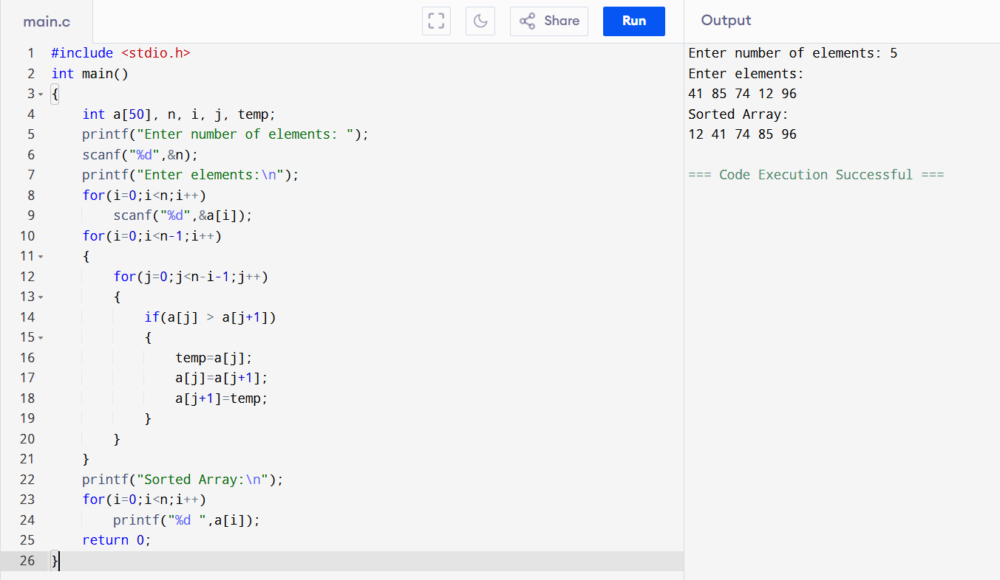 main.c
Share
Run
Output
1 #include <stdio.h>
2 int main()
3 {
4     int a[50], n, i, j, temp;
5     printf("Enter number of elements: ");
6     scanf("%d",&n);
7     printf("Enter elements:\n");
8     for(i=0;i<n;i++)
9         scanf("%d",&a[i]);
10     for(i=0;i<n-1;i++)
11     {
12         for(j=0;j<n-i-1;j++)
13         {
14             if(a[j] > a[j+1])
15             {
16                 temp=a[j];
17                 a[j]=a[j+1];
18                 a[j+1]=temp;
19             }
20         }
21     }
22     printf("Sorted Array:\n");
23     for(i=0;i<n;i++)
24         printf("%d ",a[i]);
25     return 0;
26 }
Enter number of elements: 5
Enter elements:
41 85 74 12 96
Sorted Array:
12 41 74 85 96
=== Code Execution Successful ===